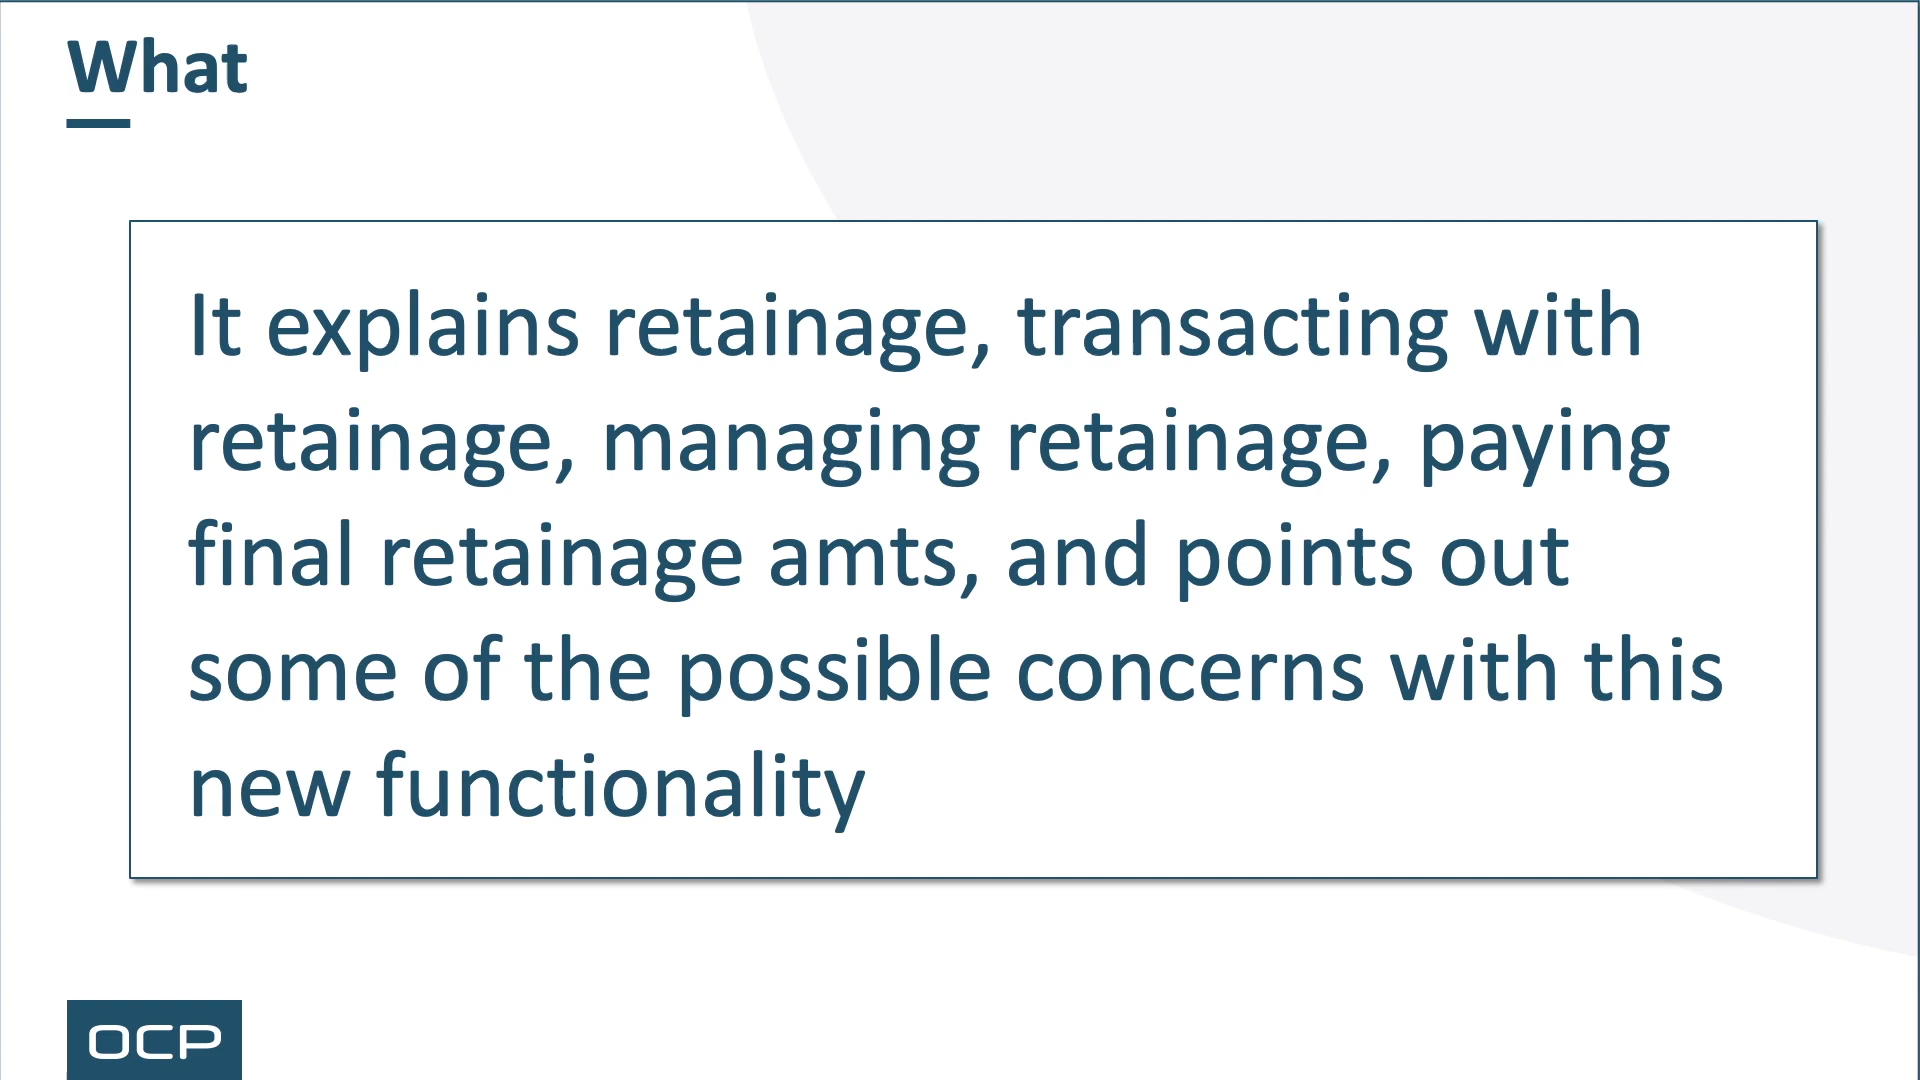 What
It explains retainage, transacting with
retainage, managing retainage, paying
final retainage amts, and points out
some of the possible concerns with this
new functionality
OCP